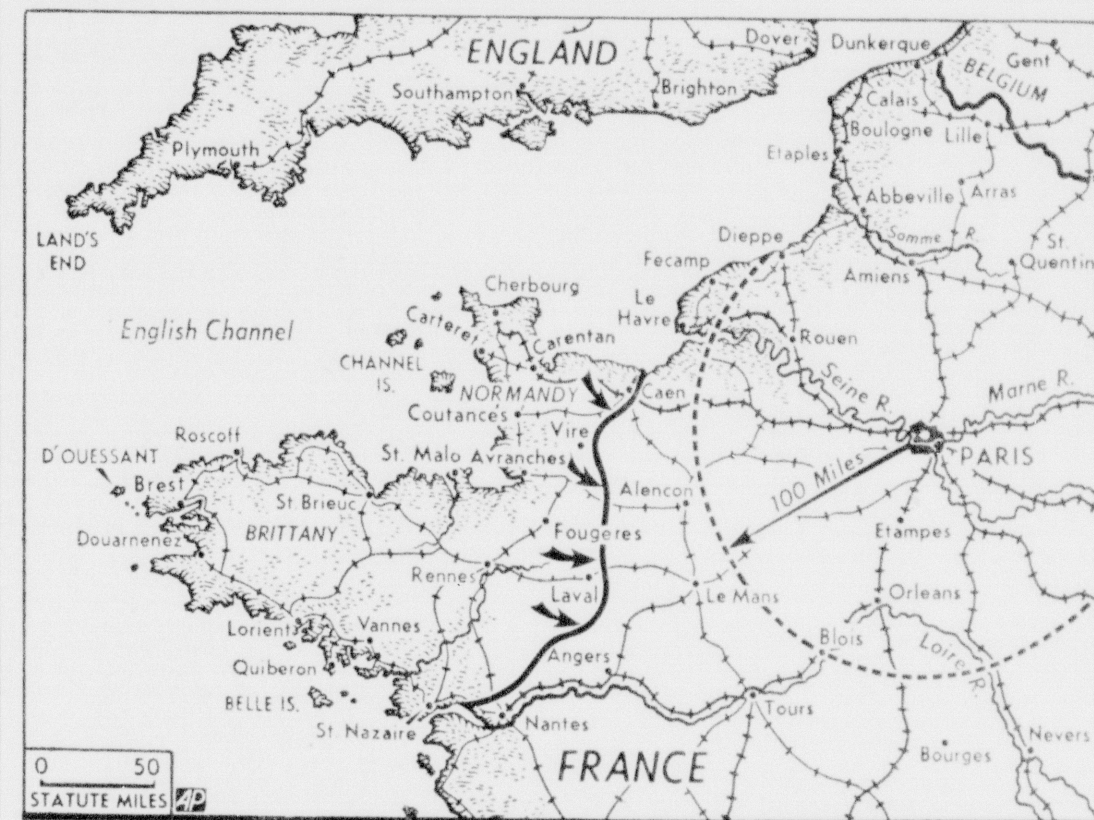 ENGLAND
Dover
Dunkerque
Gent
BELGIUM
Southampton
Brighton
Calais
Boulogne
Lille
Plymouth
Etaples
Abbeville
Arras
LAND'S
END
Dieppe
Somme R.
St.
Quentin
Fecamp
Amiens
Cherbourg
Le
Havre
English Channel
Carteret
Carentan
Rouen
CHANNEL
IS.
NORMANDY
Caen
Seine R.
Marne R.
Coutances
Vire
Roscoff
D'OUESSANT
St. Malo
Avranches
PARIS
Brest
St. Brieuc
Alencon
100 Miles
BRITTANY
Fougeres
Etampes
Douarnenez
Rennes
Laval
Le Mans
Orleans
Lorient
Vannes
Blois
Loire R.
Quiberon
Angers
BELLE IS.
St. Nazaire
Nantes
Tours
FRANCE
Bourges
Nevers
0 50
STATUTE MILES
AP